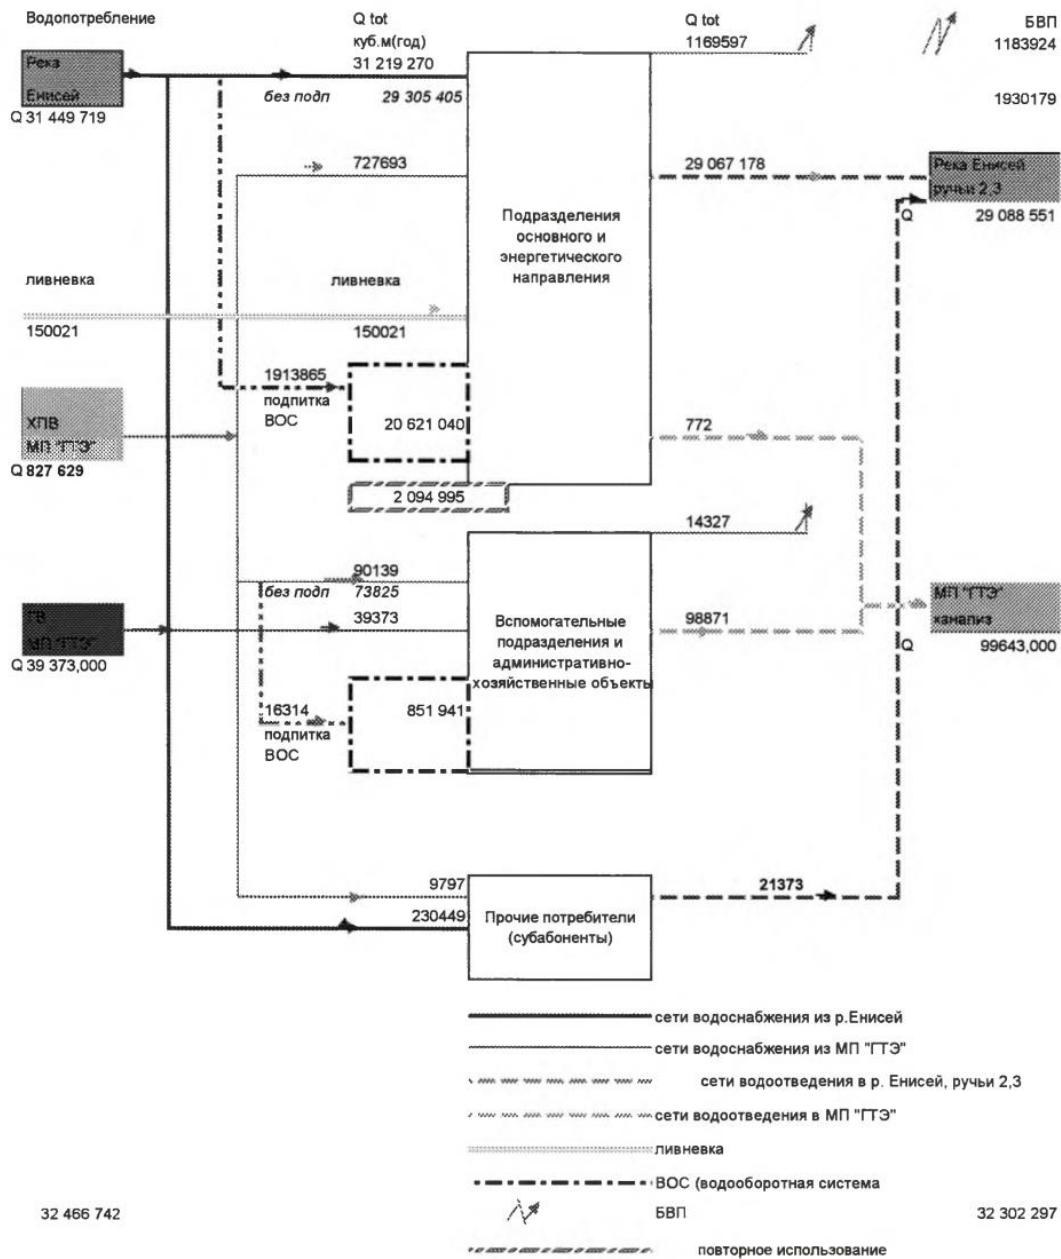 Водопотребление
Q tot
куб.м(год)
Q tot
БВП
1169597
1183924
31 219 270
Река
Енисей
без подп
29 305 405
1930179
Q 31 449 719
727693
29 067 178
Река Енисей
ручьи 2,3
Q
29 088 551
Подразделения
основного и
энергетического
направления
ливневка
ливневка
150021
150021
1913865
подпитка
ВОС
20 621 040
772
ХПВ
МП "ГТЭ"
Q 827 629
2 094 995
14327
90139
без подп
73825
39373
ГВ
МП "ГТЭ"
Q 39 373,000
Вспомогательные
подразделения и
административно-
хозяйственные объекты
98871
МП "ГТЭ"
канализ
Q
99643,000
16314
подпитка
ВОС
851 941
9797
230449
Прочие потребители
(субабоненты)
21373
сети водоснабжения из р.Енисей
сети водоснабжения из МП "ГТЭ"
сети водоотведения в р. Енисей, ручьи 2,3
сети водоотведения в МП "ГТЭ"
ливневка
ВОС (водооборотная система
32 466 742
БВП
32 302 297
повторное использование